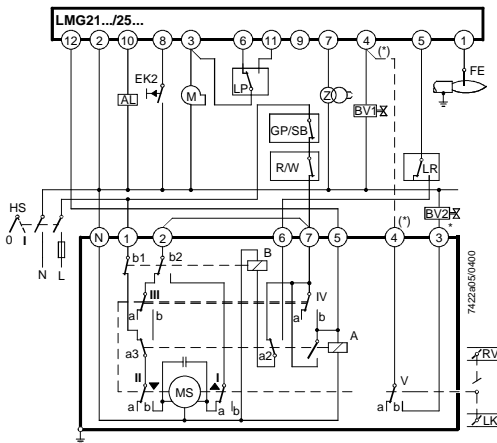 LMG21.../25...
12 2 10 8 3 6 11 9 7 4 (*) 5 1
EK2
FE
AL
M
LP
Z
BV1
GP/SB
R/W
LR
HS
0 I
BV2
*
(*)
N L
N 1 2 6 7 5 4 3
b1 b2
B
III
a b
IV
a b
A
a3
a2
II
I
MS
a b
a b
V
a b
7422a05/0400
RV
LK